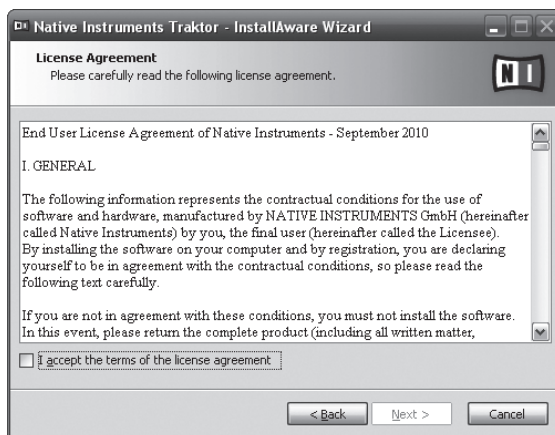 Native Instruments Traktor - InstallAware Wizard
License Agreement
Please carefully read the following license agreement.
NI
End User License Agreement of Native Instruments - September 2010
I. GENERAL
The following information represents the contractual conditions for the use of
software and hardware, manufactured by NATIVE INSTRUMENTS GmbH (hereinafter
called Native Instruments) by you, the final user (hereinafter called the Licensee).
By installing the software on your computer and by registration, you are declaring
yourself to be in agreement with the contractual conditions, so please read the
following text carefully.
If you are not in agreement with these conditions, you must not install the software.
In this event, please return the complete product (including all written matter,
I accept the terms of the license agreement
< Back Next > Cancel